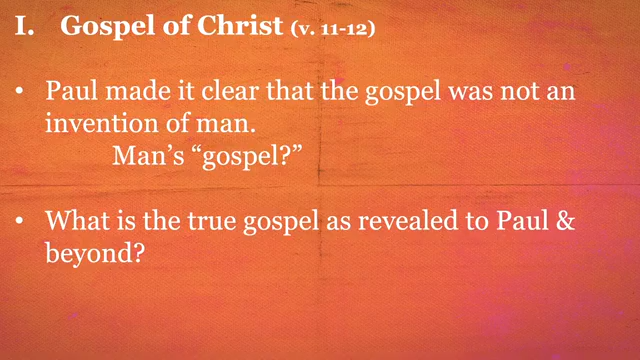 I. Gospel of Christ (v. 11-12)
• Paul made it clear that the gospel was not an
invention of man.
Man’s “gospel?”
• What is the true gospel as revealed to Paul &
beyond?